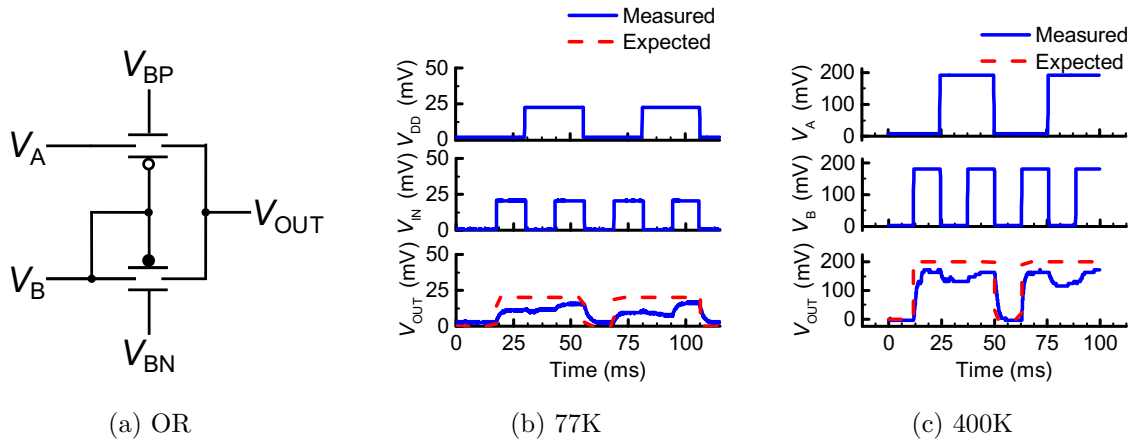 V_BP
V_A
V_OUT
V_B
V_BN
(a) OR
Measured
Expected
V_DD (mV)
50
25
0
V_IN (mV)
50
25
0
V_OUT (mV)
50
25
0
0 25 50 75 100
Time (ms)
(b) 77K
Measured
Expected
V_A (mV)
200
100
0
V_B (mV)
200
100
0
V_OUT (mV)
200
100
0
0 25 50 75 100
Time (ms)
(c) 400K